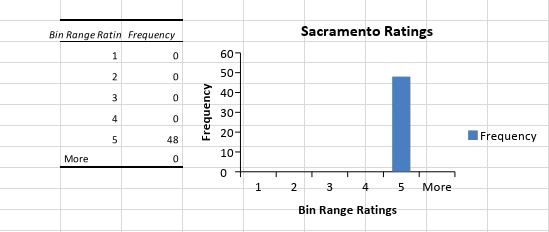 Bin Range Ratin Frequency
1 0
2 0
3 0
4 0
5 48
More 0
Sacramento Ratings
60
50
40
30
20
10
0
Frequency
1 2 3 4 5 More
Bin Range Ratings
Frequency